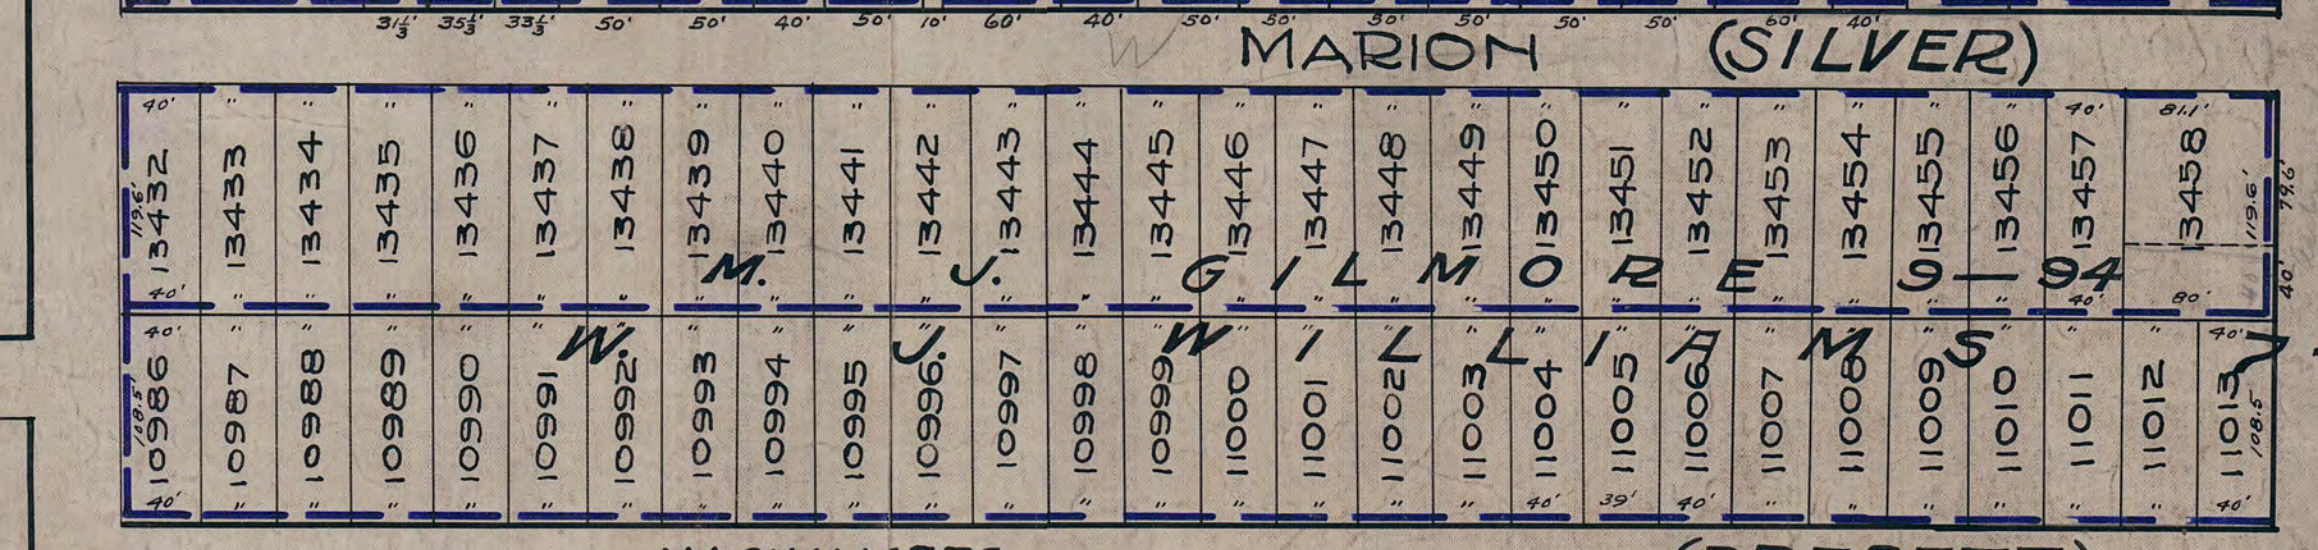 31⅓' 35⅓' 33⅓' 50' 50' 40' 50' 10' 60' 40' 50' 50' 50' 50' 50' 50' 60' 40'
W MARION (SILVER)
40' " " " " " " " " " " " " " " " " " " " " " " " " 40' 81.1'
13432 13433 13434 13435 13436 13437 13438 13439 13440 13441 13442 13443 13444 13445 13446 13447 13448 13449 13450 13451 13452 13453 13454 13455 13456 13457 13458
119.6' 119.6' 79.6'
M. J. GILMORE 9-94
40' " " " " " " " " " " " " " " " " " " " " " " " " 40' 80' 40'
40' " " " " " " " " " " " " " " " " " " " " " " " " " " 40'
W. J. WILLIAMS 7
10986 10987 10988 10989 10990 10991 10992 10993 10994 10995 10996 10997 10998 10999 11000 11001 11002 11003 11004 11005 11006 11007 11008 11009 11010 11011 11012 11013
108.5' 108.5'
40' " " " " " " " " " " " " " " " " " 40' 39' 40' " " " " " " 40'